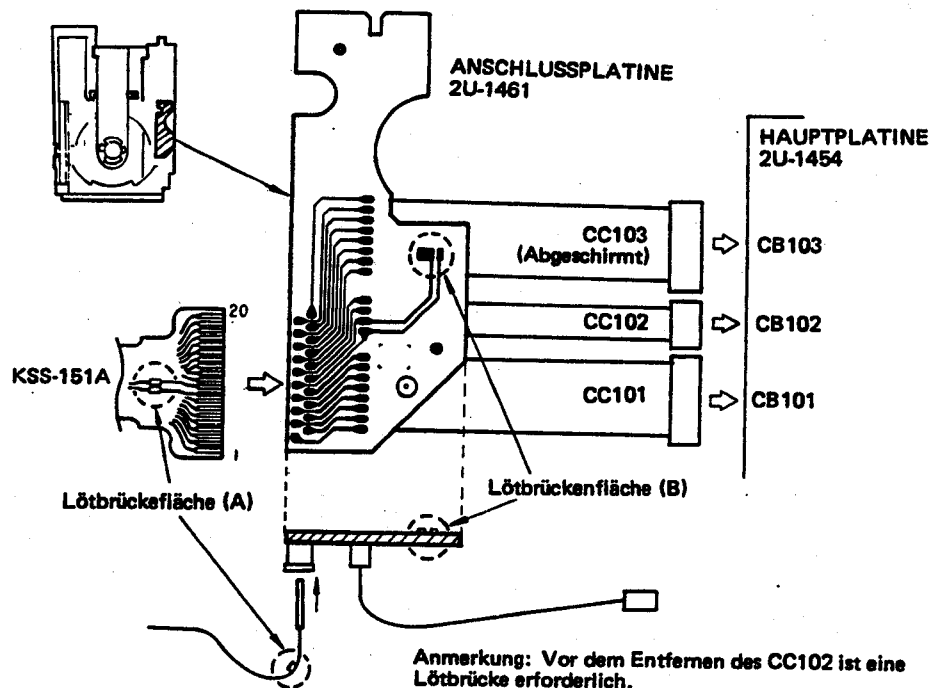 ANSCHLUSSPLATINE
2U-1461
HAUPTPLATINE
2U-1454
CC103
(Abgeschirmt)
CB103
20
CC102
CB102
KSS-151A
CC101
CB101
1
Lötbrückefläche (A)
Lötbrückenfläche (B)
Anmerkung: Vor dem Entfernen des CC102 ist eine
Lötbrücke erforderlich.